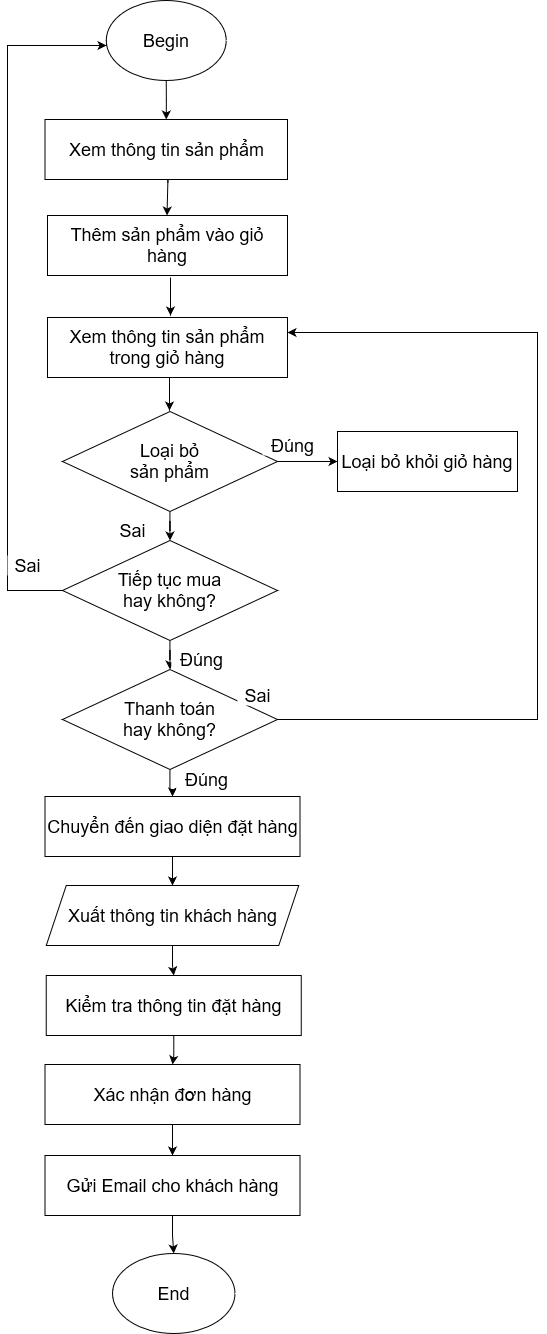 Begin
Xem thông tin sản phẩm
Thêm sản phẩm vào giỏ
hàng
Xem thông tin sản phẩm
trong giỏ hàng
Loại bỏ
sản phẩm
Đúng
Loại bỏ khỏi giỏ hàng
Sai
Sai
Tiếp tục mua
hay không?
Đúng
Thanh toán
hay không?
Sai
Đúng
Chuyển đến giao diện đặt hàng
Xuất thông tin khách hàng
Kiểm tra thông tin đặt hàng
Xác nhận đơn hàng
Gửi Email cho khách hàng
End